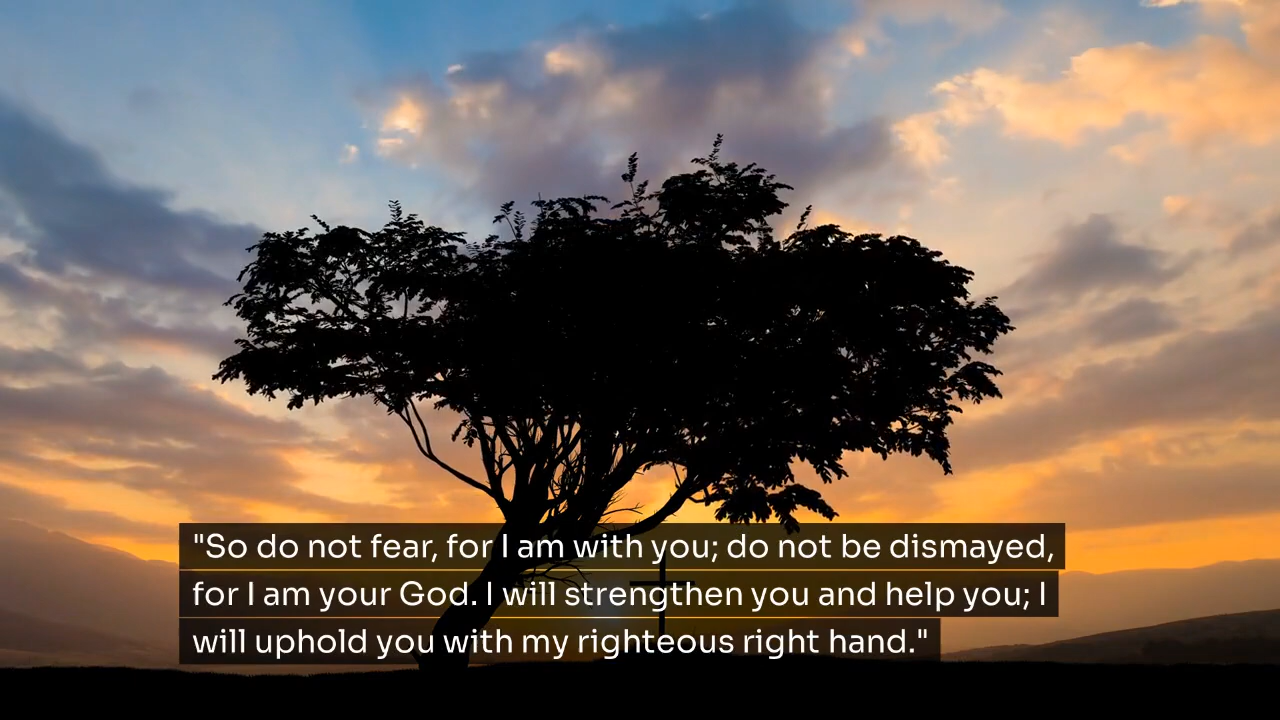 "So do not fear, for I am with you; do not be dismayed,
for I am your God. I will strengthen you and help you; I
will uphold you with my righteous right hand."